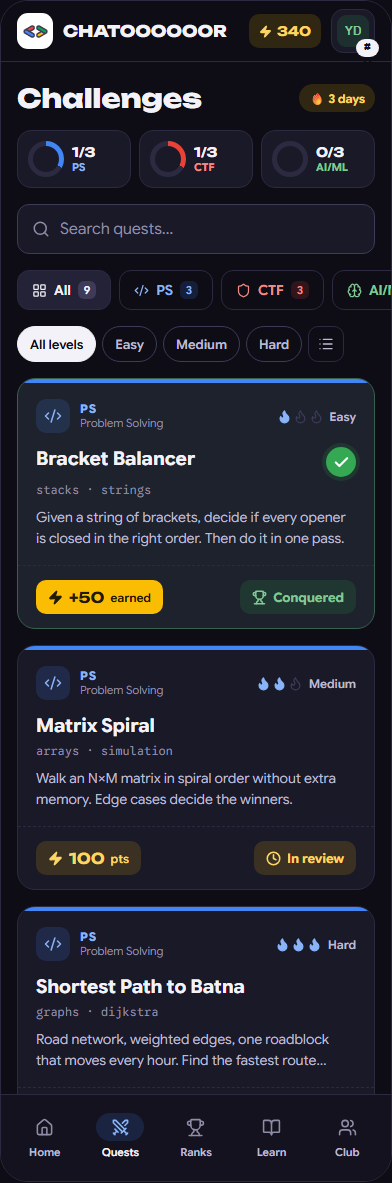 CHATOOOOOOR
340
YD
#
Challenges
3 days
1/3
PS
1/3
CTF
0/3
AI/ML
Search quests...
All 9
PS 3
CTF 3
AI/M
All levels
Easy
Medium
Hard
PS
Problem Solving
Easy
Bracket Balancer
stacks · strings
Given a string of brackets, decide if every opener
is closed in the right order. Then do it in one pass.
+50 earned
Conquered
PS
Problem Solving
Medium
Matrix Spiral
arrays · simulation
Walk an N×M matrix in spiral order without extra
memory. Edge cases decide the winners.
100 pts
In review
PS
Problem Solving
Hard
Shortest Path to Batna
graphs · dijkstra
Road network, weighted edges, one roadblock
that moves every hour. Find the fastest route...
Home
Quests
Ranks
Learn
Club